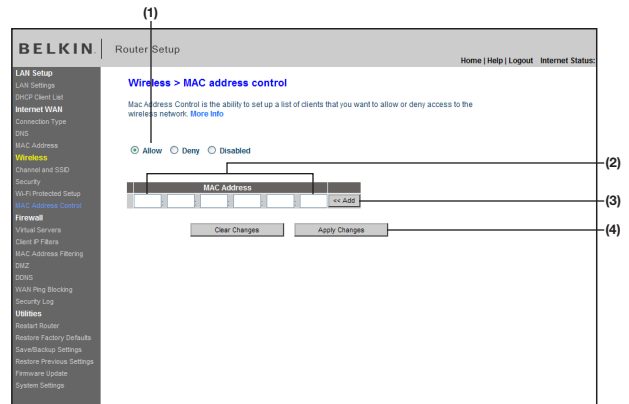 (1)
BELKIN.
Router Setup
Home | Help | Logout Internet Status:
LAN Setup
LAN Settings
DHCP Client List
Internet WAN
Connection Type
DNS
MAC Address
Wireless
Channel and SSID
Security
Wi-Fi Protected Setup
MAC Address Control
Firewall
Virtual Servers
Client IP Filters
MAC Address Filtering
DMZ
DDNS
WAN Ping Blocking
Security Log
Utilities
Restart Router
Restore Factory Defaults
Save/Backup Settings
Restore Previous Settings
Firmware Update
System Settings
Wireless > MAC address control
Mac Address Control is the ability to set up a list of clients that you want to allow or deny access to the
wireless network. More Info
Allow Deny Disabled
(2)
MAC Address
: : : : : << Add
(3)
Clear Changes Apply Changes
(4)